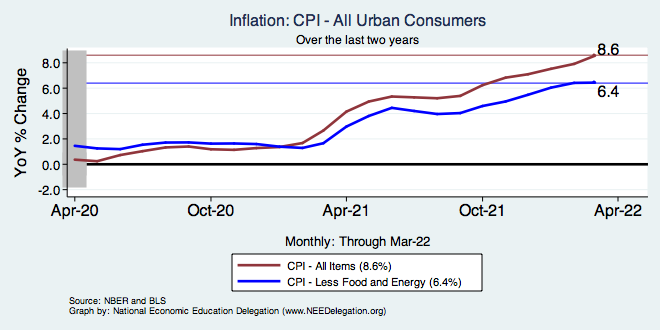 Inflation: CPI - All Urban Consumers
Over the last two years
YoY % Change
8.0
6.0
4.0
2.0
0.0
-2.0
8.6
6.4
Apr-20 Oct-20 Apr-21 Oct-21 Apr-22
Monthly: Through Mar-22
CPI - All Items (8.6%)
CPI - Less Food and Energy (6.4%)
Source: NBER and BLS
Graph by: National Economic Education Delegation (www.NEEDelegation.org)